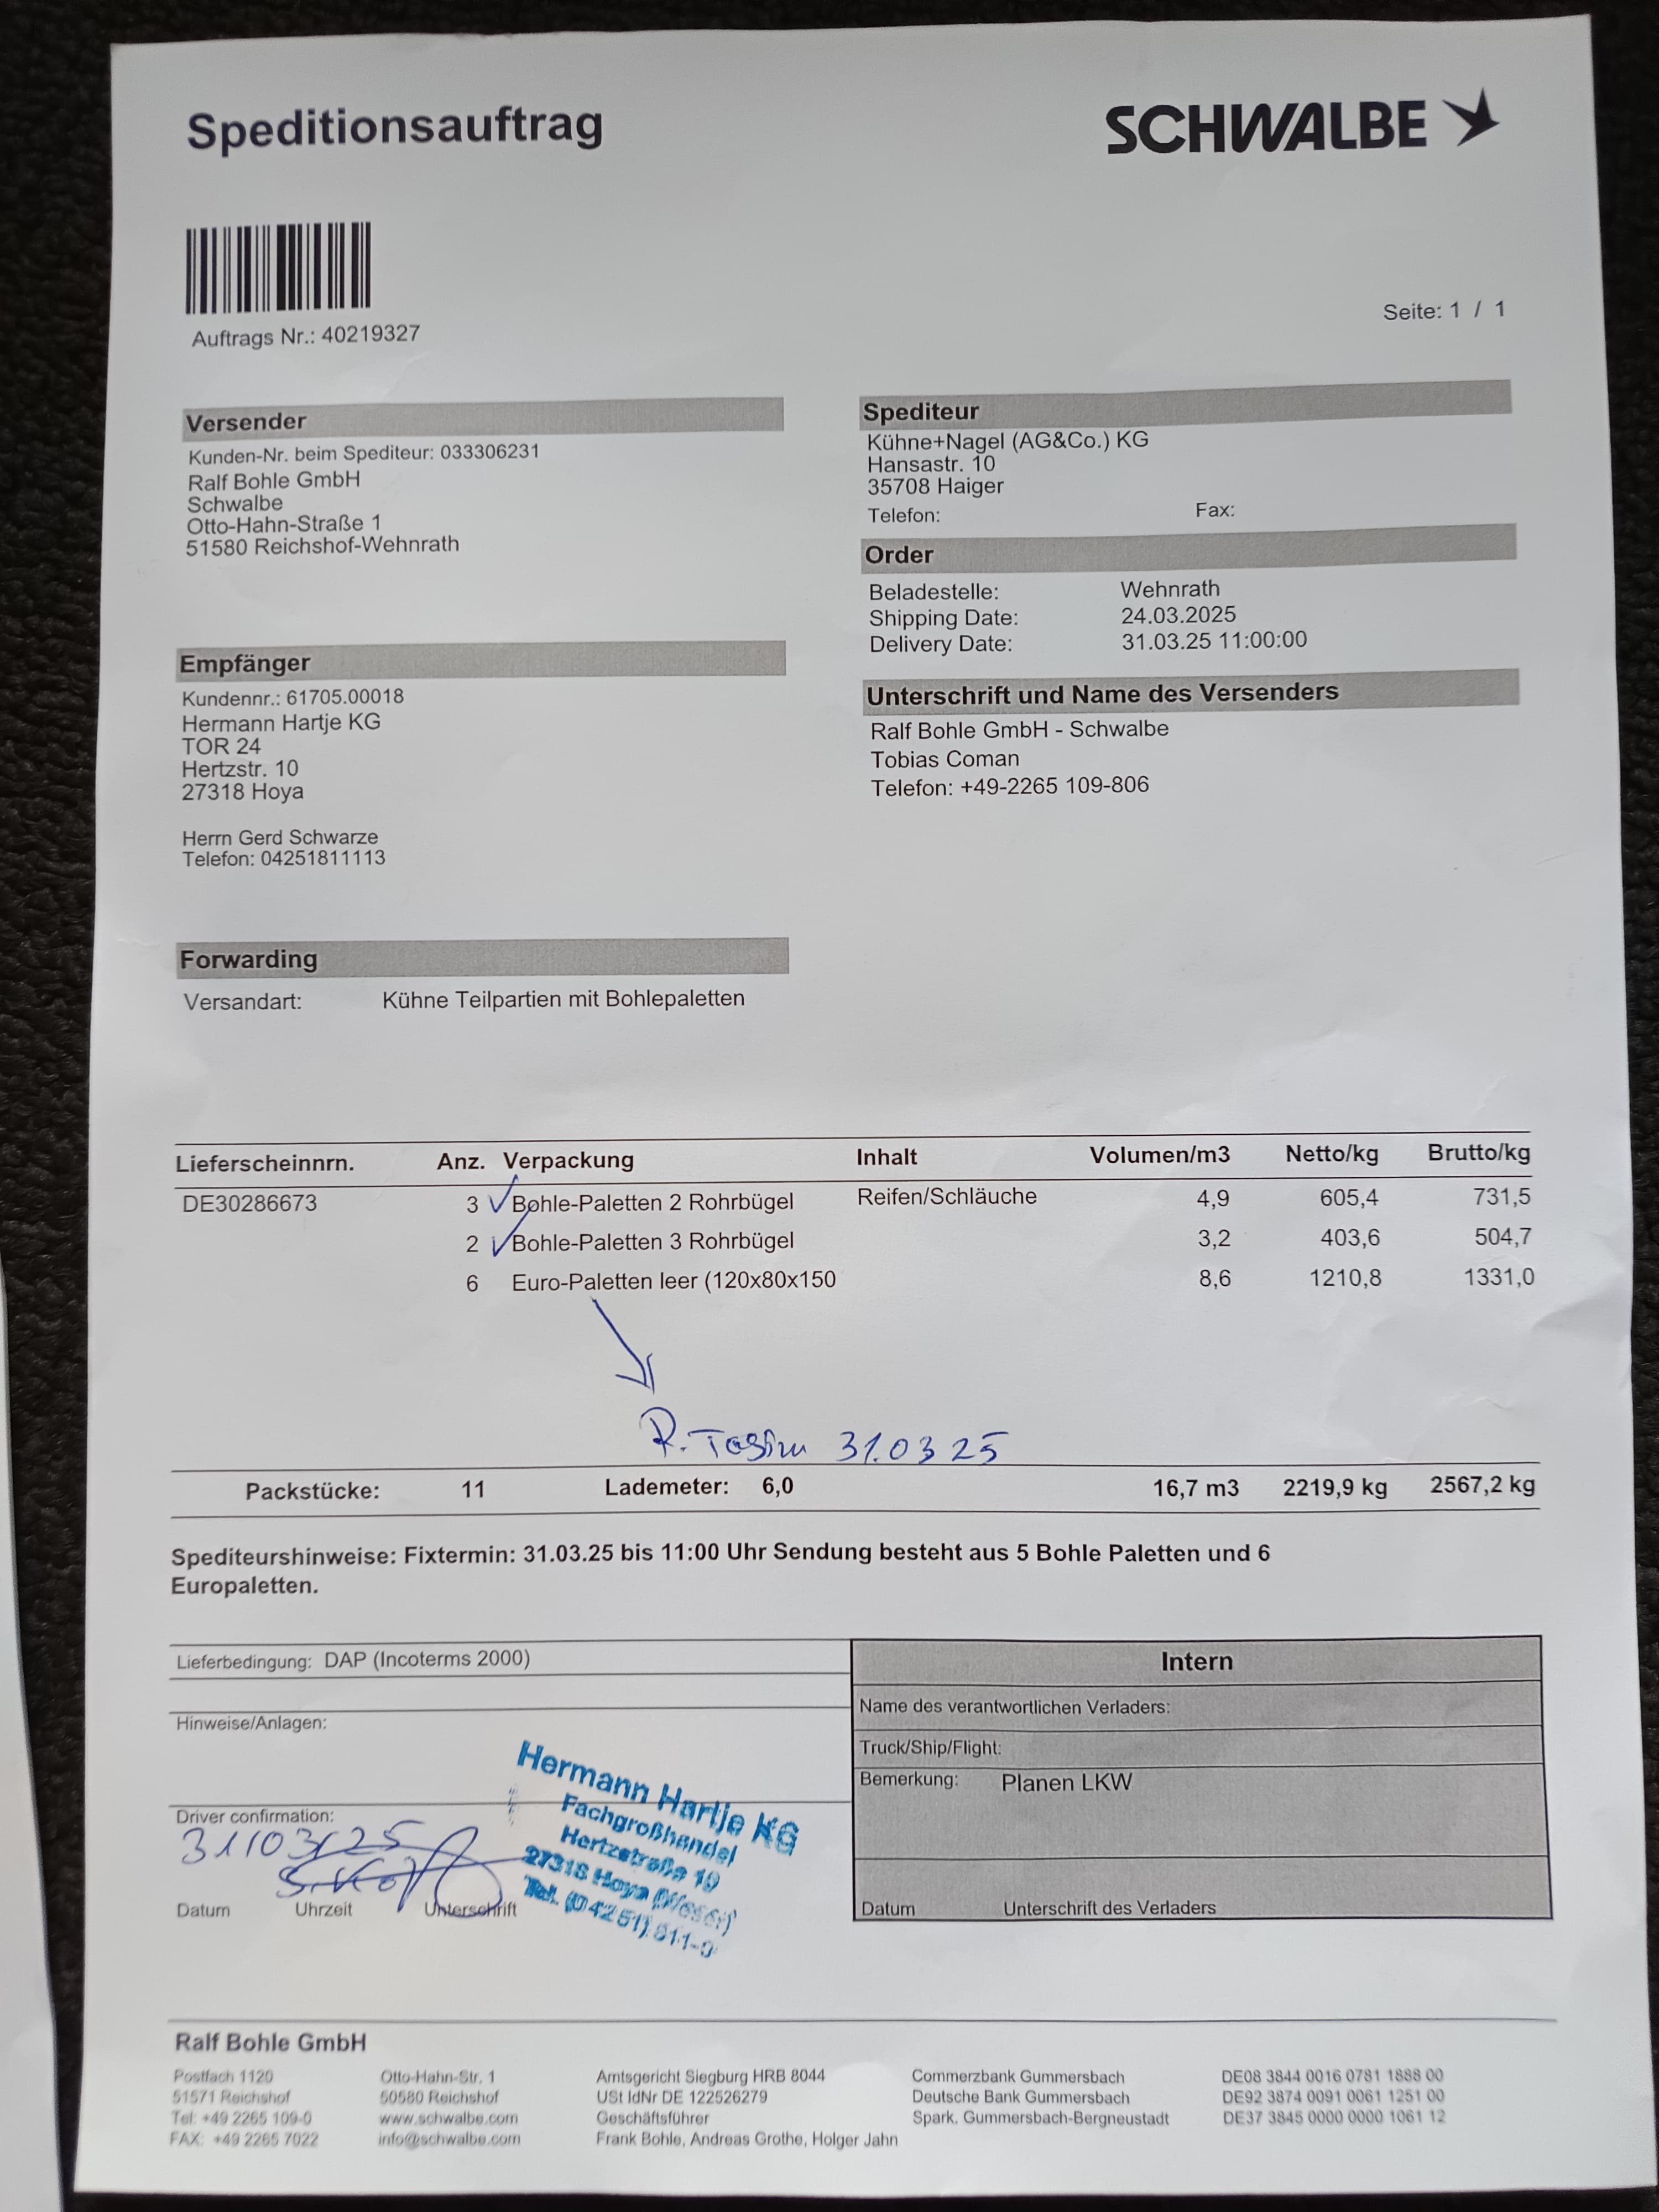 Speditionsauftrag
SCHWALBE
Auftrags Nr.: 40219327
Seite: 1 / 1
Versender
Kunden-Nr. beim Spediteur: 033306231
Ralf Bohle GmbH
Schwalbe
Otto-Hahn-Straße 1
51580 Reichshof-Wehnrath
Spediteur
Kühne+Nagel (AG&Co.) KG
Hansastr. 10
35708 Haiger
Telefon: Fax:
Order
Beladestelle: Wehnrath
Shipping Date: 24.03.2025
Delivery Date: 31.03.25 11:00:00
Empfänger
Kundennr.: 61705.00018
Hermann Hartje KG
TOR 24
Hertzstr. 10
27318 Hoya
Herrn Gerd Schwarze
Telefon: 04251811113
Unterschrift und Name des Versenders
Ralf Bohle GmbH - Schwalbe
Tobias Coman
Telefon: +49-2265 109-806
Forwarding
Versandart: Kühne Teilpartien mit Bohlepaletten
Lieferscheinnrn. Anz. Verpackung Inhalt Volumen/m3 Netto/kg Brutto/kg
DE30286673 3 Bohle-Paletten 2 Rohrbügel Reifen/Schläuche 4,9 605,4 731,5
2 Bohle-Paletten 3 Rohrbügel 3,2 403,6 504,7
6 Euro-Paletten leer (120x80x150 8,6 1210,8 1331,0
R. 31.03 25
Packstücke: 11 Lademeter: 6,0 16,7 m3 2219,9 kg 2567,2 kg
Spediteurshinweise: Fixtermin: 31.03.25 bis 11:00 Uhr Sendung besteht aus 5 Bohle Paletten und 6
Europaletten.
Lieferbedingung: DAP (Incoterms 2000)
Hinweise/Anlagen:
Driver confirmation:
31/03/25
Datum Uhrzeit Unterschrift
Hermann Hartje KG
Fachgroßhandel
Hertzstraße 10
27318 Hoya (Weser)
Tel. (04251) 811-0
Intern
Name des verantwortlichen Verladers:
Truck/Ship/Flight:
Bemerkung: Planen LKW
Datum Unterschrift des Verladers
Ralf Bohle GmbH
Postfach 1120
51571 Reichshof
Tel: +49 2265 109-0
FAX: +49 2265 7022
Otto-Hahn-Str. 1
50580 Reichshof
www.schwalbe.com
info@schwalbe.com
Amtsgericht Siegburg HRB 8044
USt IdNr DE 122526279
Geschäftsführer
Frank Bohle, Andreas Grothe, Holger Jahn
Commerzbank Gummersbach
Deutsche Bank Gummersbach
Spark. Gummersbach-Bergneustadt
DE08 3844 0016 0781 1888 00
DE92 3874 0091 0061 1251 00
DE37 3845 0000 0000 1061 12